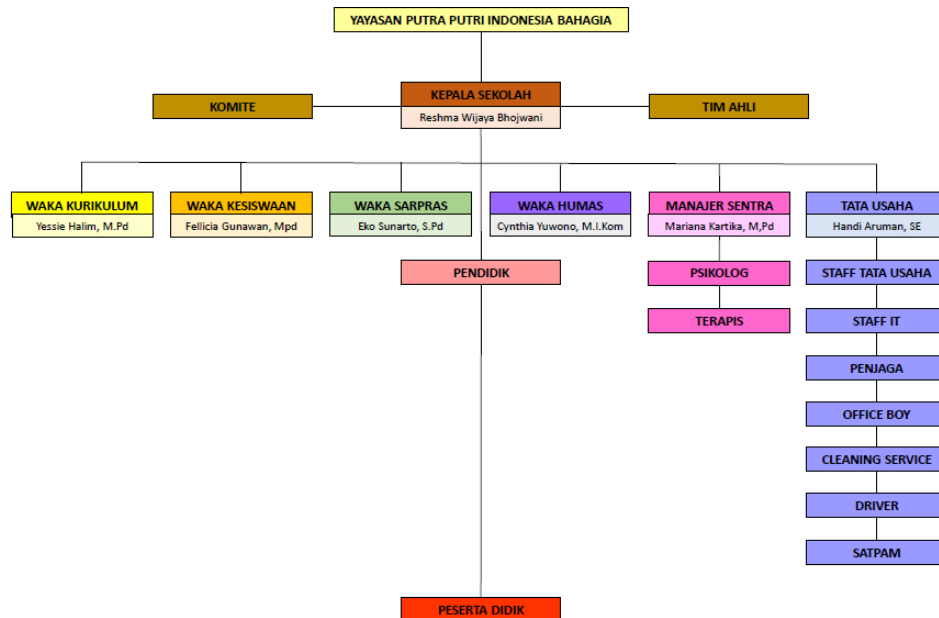 YAYASAN PUTRA PUTRI INDONESIA BAHAGIA
KEPALA SEKOLAH
Reshma Wijaya Bhojwani
KOMITE
TIM AHLI
WAKA KURIKULUM
Yessie Halim, M.Pd
WAKA KESISWAAN
Fellicia Gunawan, Mpd
WAKA SARPRAS
Eko Sunarto, S.Pd
WAKA HUMAS
Cynthia Yuwono, M.I.Kom
MANAJER SENTRA
Mariana Kartika, M,Pd
TATA USAHA
Handi Aruman, SE
PENDIDIK
PSIKOLOG
TERAPIS
STAFF TATA USAHA
STAFF IT
PENJAGA
OFFICE BOY
CLEANING SERVICE
DRIVER
SATPAM
PESERTA DIDIK